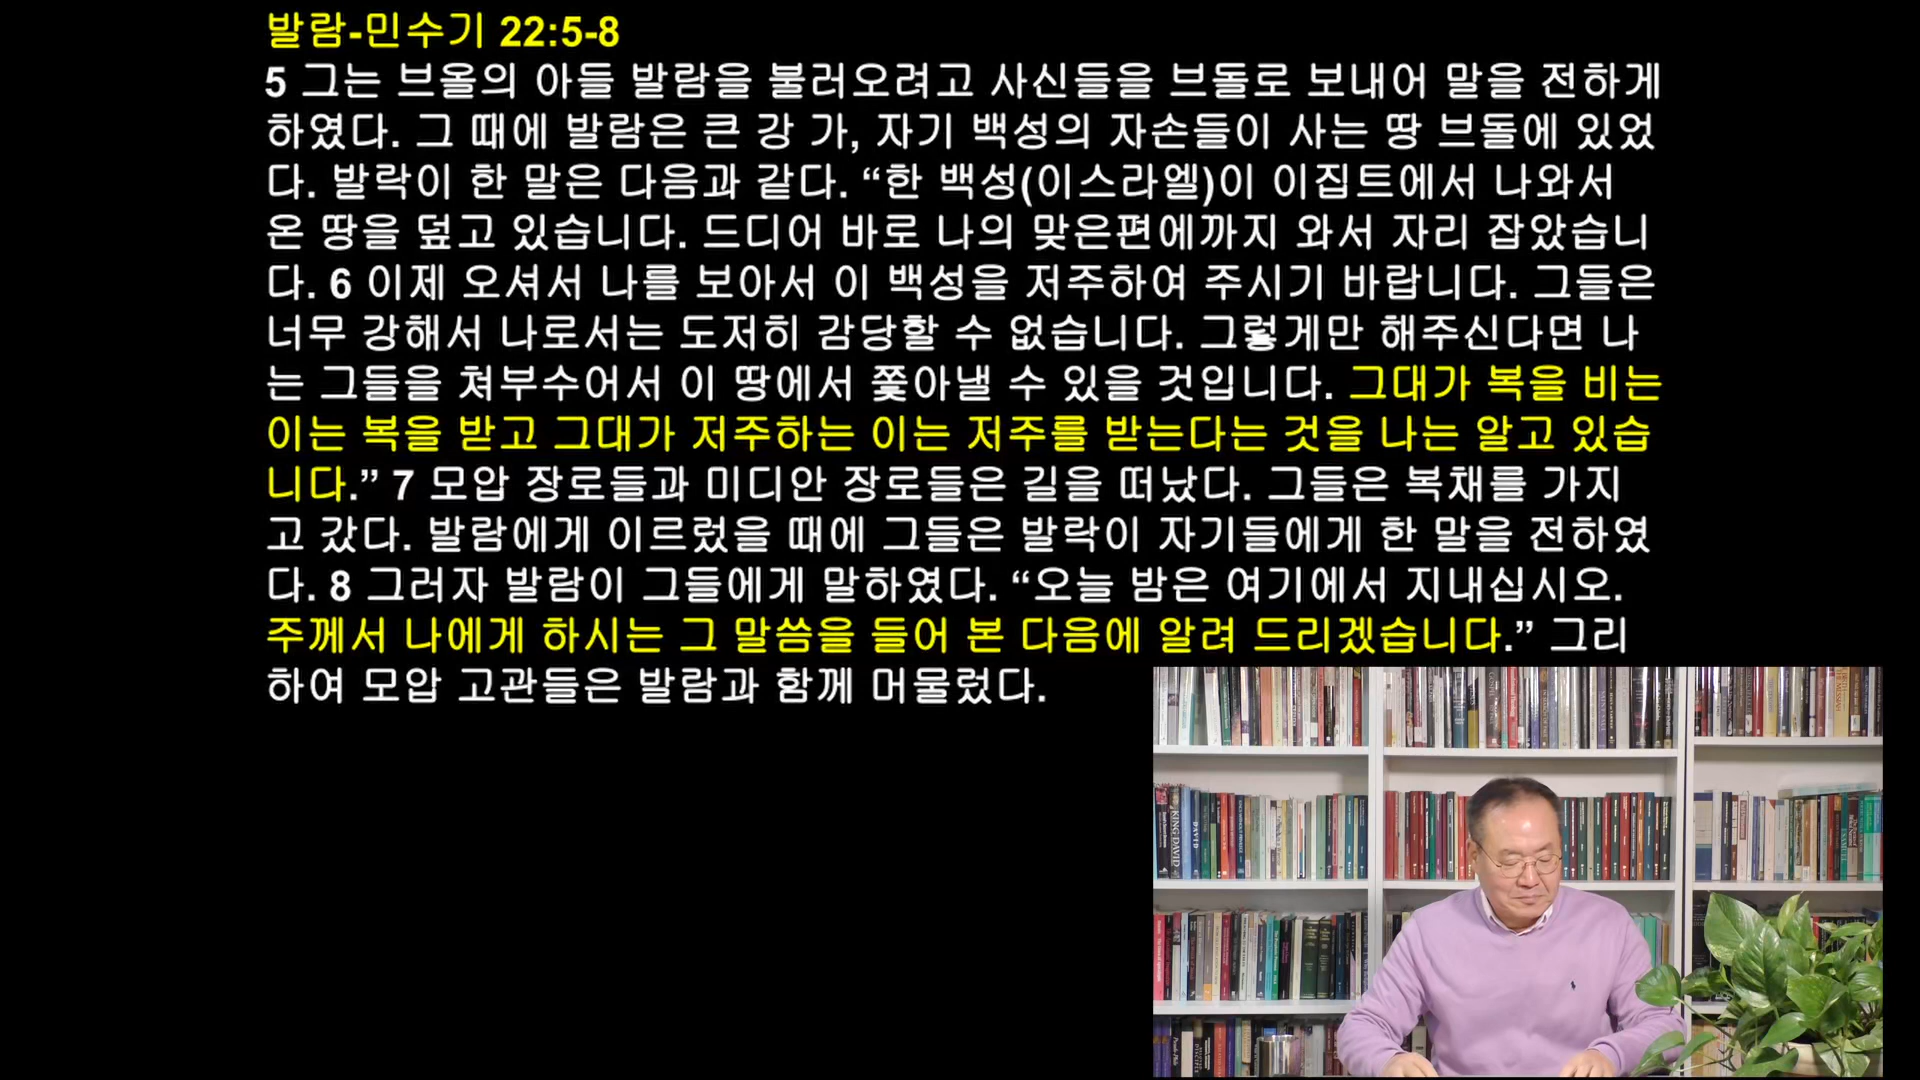 발람-민수기 22:5-8
5 그는 브올의 아들 발람을 불러오려고 사신들을 브돌로 보내어 말을 전하게
하였다. 그 때에 발람은 큰 강 가, 자기 백성의 자손들이 사는 땅 브돌에 있었
다. 발락이 한 말은 다음과 같다. “한 백성(이스라엘)이 이집트에서 나와서
온 땅을 덮고 있습니다. 드디어 바로 나의 맞은편에까지 와서 자리 잡았습니
다. 6 이제 오셔서 나를 보아서 이 백성을 저주하여 주시기 바랍니다. 그들은
너무 강해서 나로서는 도저히 감당할 수 없습니다. 그렇게만 해주신다면 나
는 그들을 쳐부수어서 이 땅에서 쫓아낼 수 있을 것입니다. 그대가 복을 비는
이는 복을 받고 그대가 저주하는 이는 저주를 받는다는 것을 나는 알고 있습
니다.” 7 모압 장로들과 미디안 장로들은 길을 떠났다. 그들은 복채를 가지
고 갔다. 발람에게 이르렀을 때에 그들은 발락이 자기들에게 한 말을 전하였
다. 8 그러자 발람이 그들에게 말하였다. “오늘 밤은 여기에서 지내십시오.
주께서 나에게 하시는 그 말씀을 들어 본 다음에 알려 드리겠습니다.” 그리
하여 모압 고관들은 발람과 함께 머물렀다.
KING DAVID
DAVID